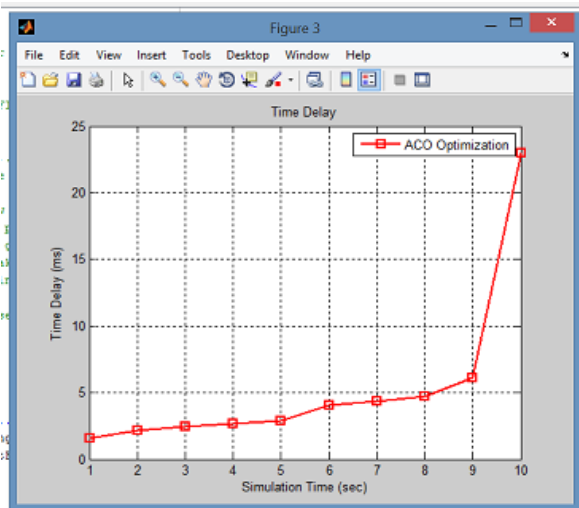 Figure 3
File Edit View Insert Tools Desktop Window Help
Time Delay
ACO Optimization
25
20
15
10
5
0
Time Delay (ms)
1 2 3 4 5 6 7 8 9 10
Simulation Time (sec)